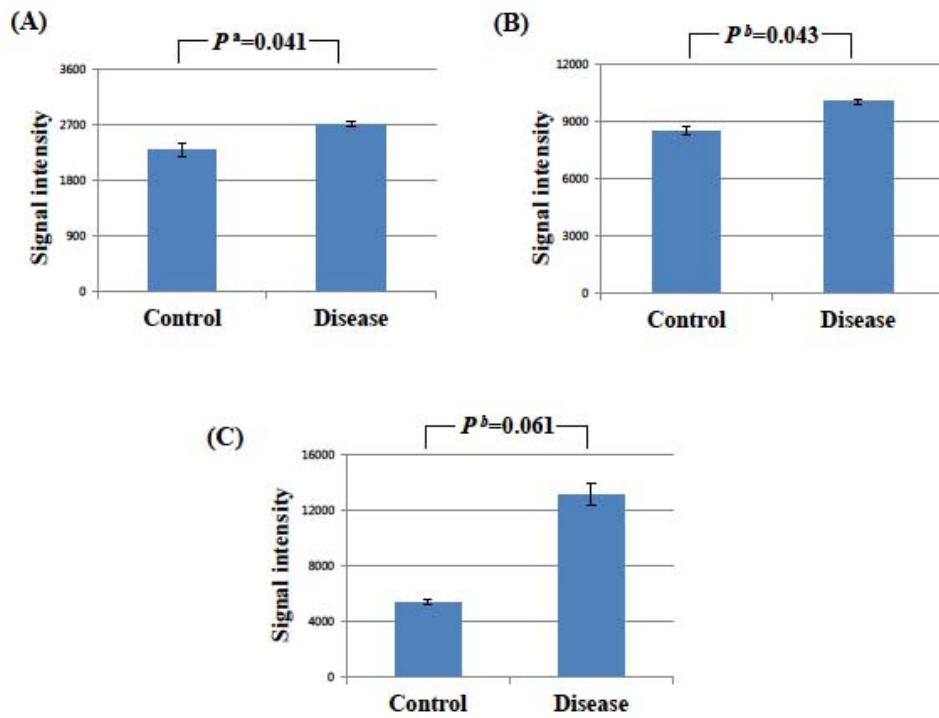 (A)
P a=0.041
Signal intensity
3600
2700
1800
900
0
Control Disease
(B)
P b=0.043
Signal intensity
12000
9000
6000
3000
0
Control Disease
(C)
P b=0.061
Signal intensity
16000
12000
8000
4000
0
Control Disease